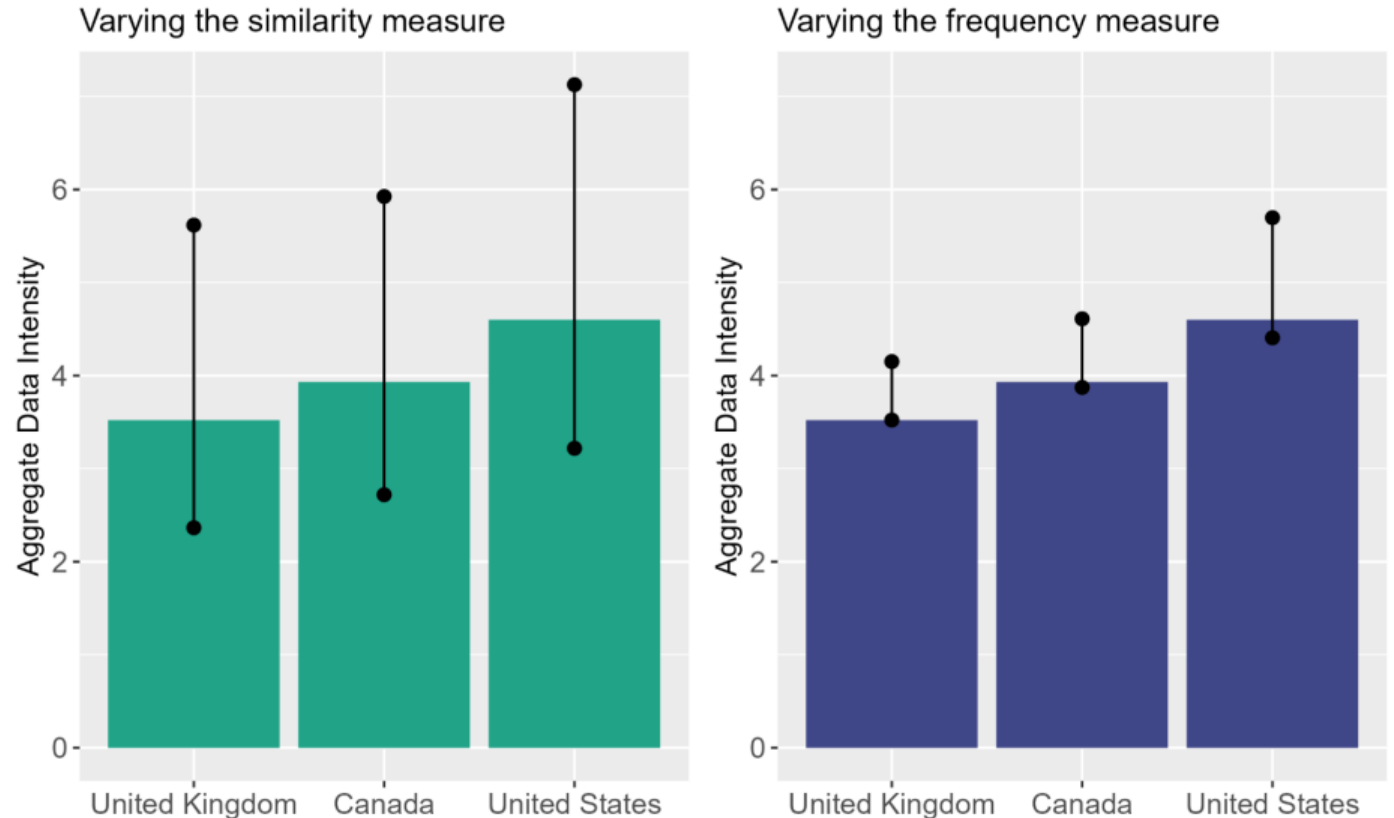 Varying the similarity measure
Aggregate Data Intensity
6
4
2
0
United Kingdom Canada United States
Varying the frequency measure
Aggregate Data Intensity
6
4
2
0
United Kingdom Canada United States